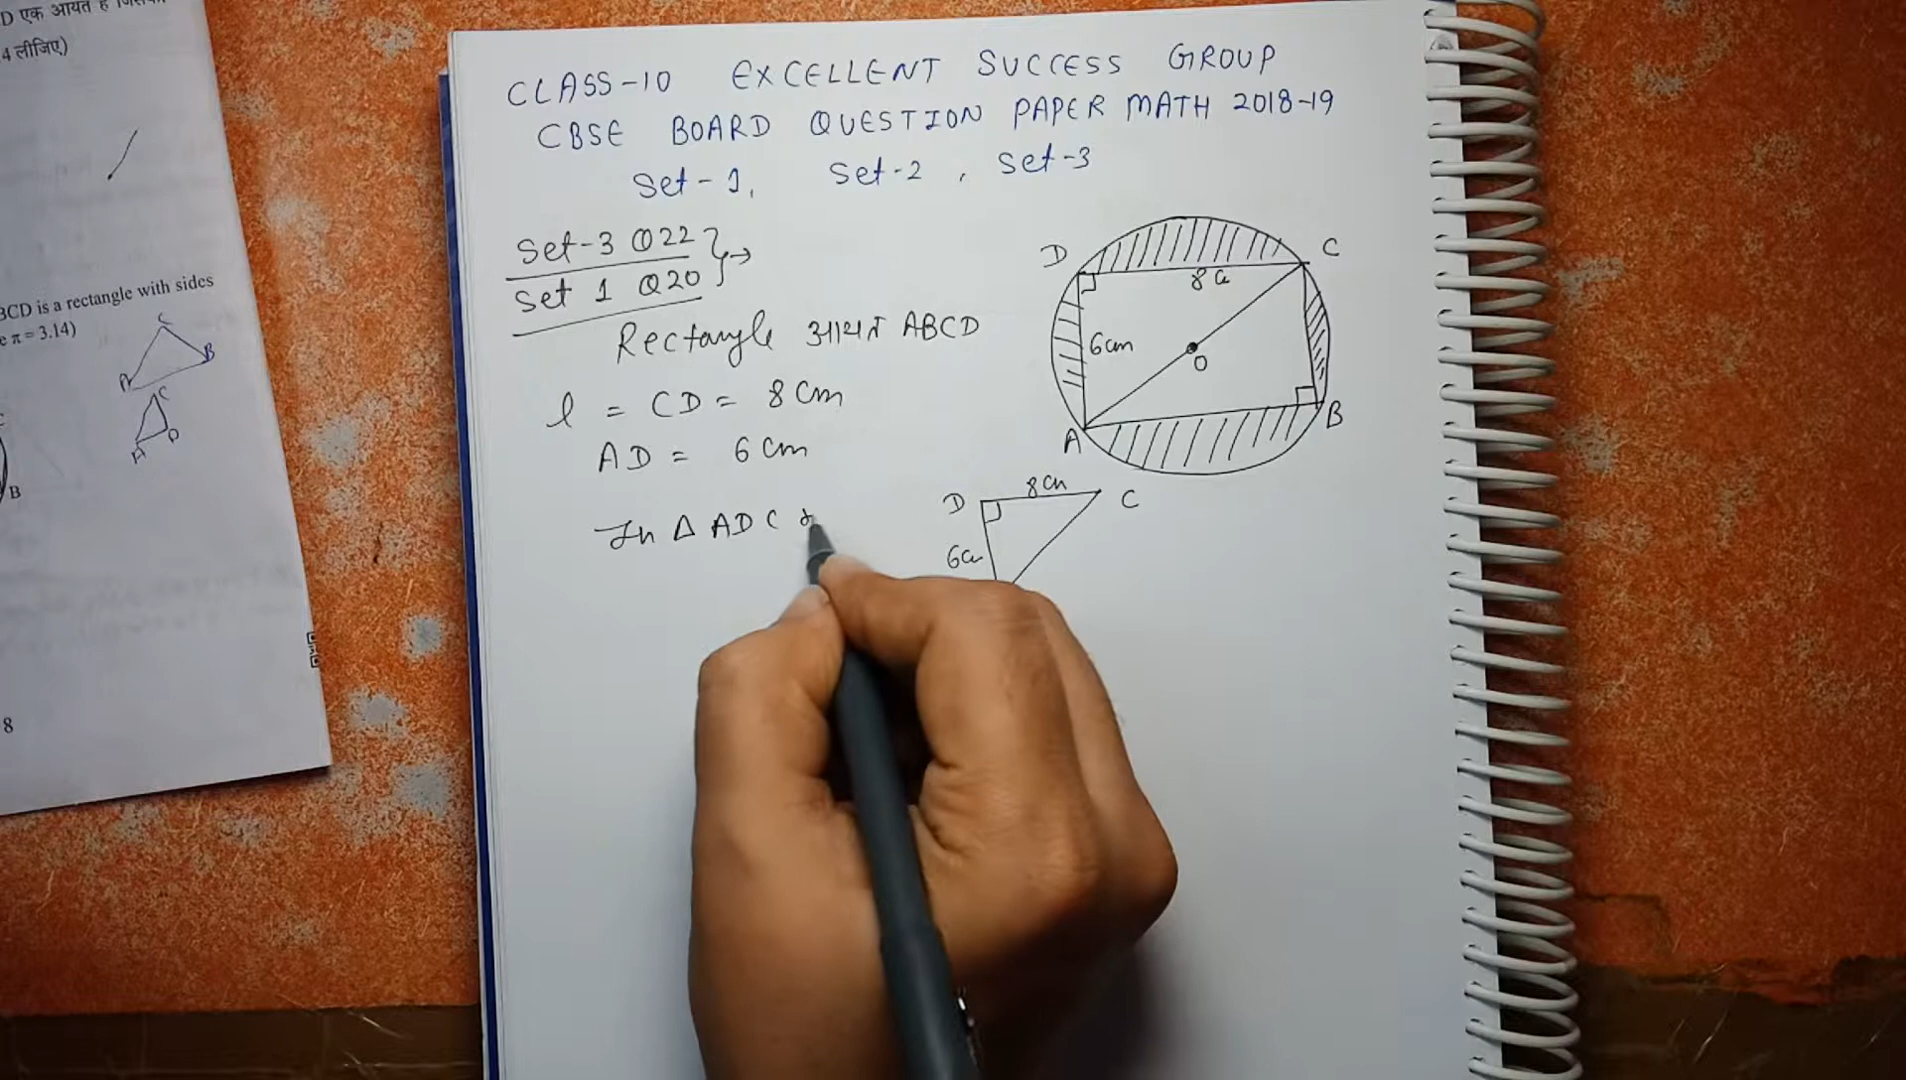 D एक आयत है
4 लीजिए)
BCD is a rectangle with sides
e π = 3.14)
C
A
B
C
A
D
B
8
CLASS-10 EXCELLENT SUCCESS GROUP
CBSE BOARD QUESTION PAPER MATH 2018-19
Set-1, Set-2, Set-3
Set-3 Q22
Set 1 Q20
Rectangle आयत ABCD
l = CD = 8 Cm
AD = 6 Cm
In Δ ADC
D
C
8 c
6cm
O
A
B
D
8cm
C
6c